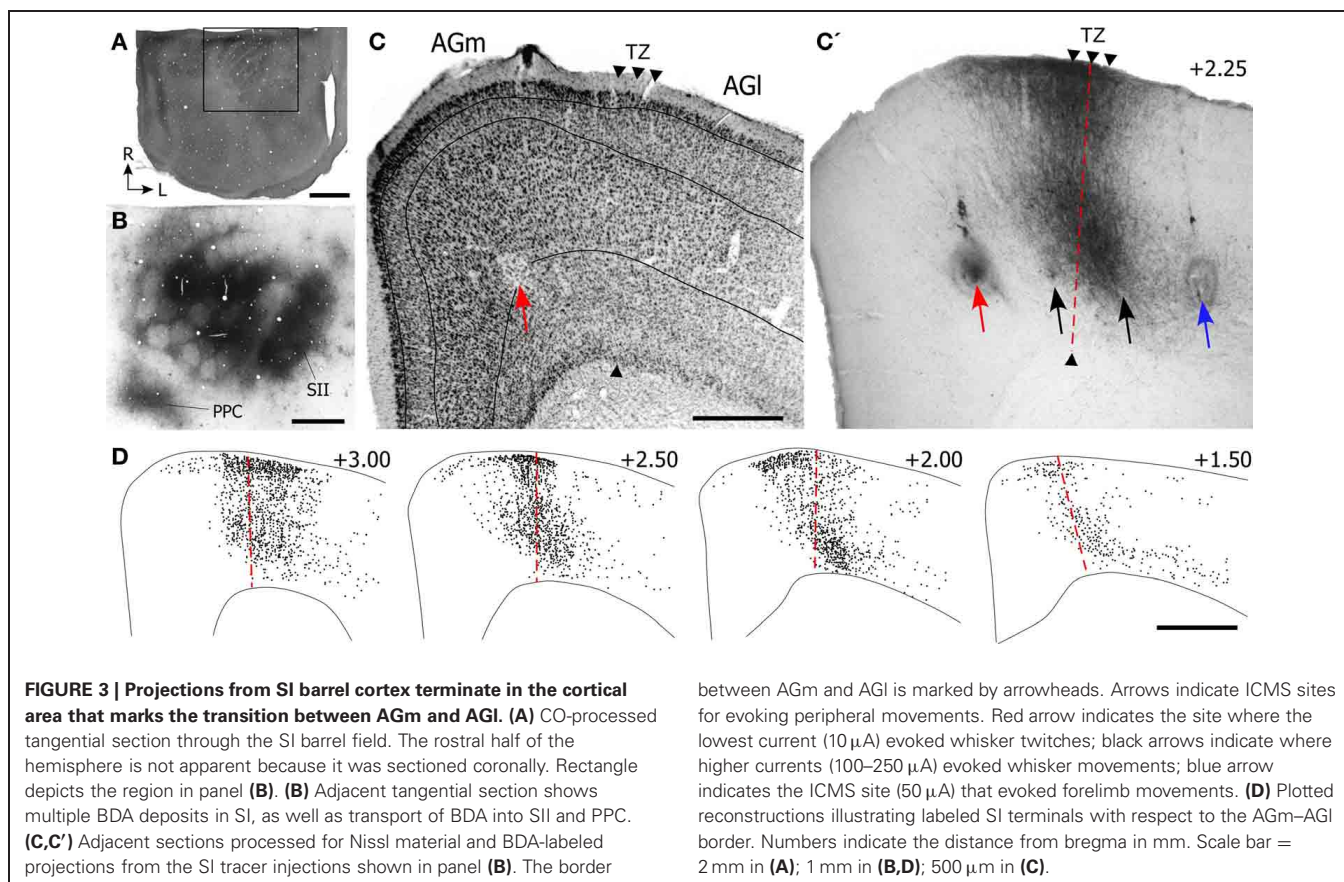 A
R
L
B
SII
PPC
C
AGm
TZ
AGl
C′
TZ
+2.25
D
+3.00
+2.50
+2.00
+1.50
FIGURE 3 | Projections from SI barrel cortex terminate in the cortical
area that marks the transition between AGm and AGl. (A) CO-processed
tangential section through the SI barrel field. The rostral half of the
hemisphere is not apparent because it was sectioned coronally. Rectangle
depicts the region in panel (B). (B) Adjacent tangential section shows
multiple BDA deposits in SI, as well as transport of BDA into SII and PPC.
(C,C′) Adjacent sections processed for Nissl material and BDA-labeled
projections from the SI tracer injections shown in panel (B). The border
between AGm and AGl is marked by arrowheads. Arrows indicate ICMS sites
for evoking peripheral movements. Red arrow indicates the site where the
lowest current (10 μA) evoked whisker twitches; black arrows indicate where
higher currents (100–250 μA) evoked whisker movements; blue arrow
indicates the ICMS site (50 μA) that evoked forelimb movements. (D) Plotted
reconstructions illustrating labeled SI terminals with respect to the AGm–AGl
border. Numbers indicate the distance from bregma in mm. Scale bar =
2 mm in (A); 1 mm in (B,D); 500 μm in (C).